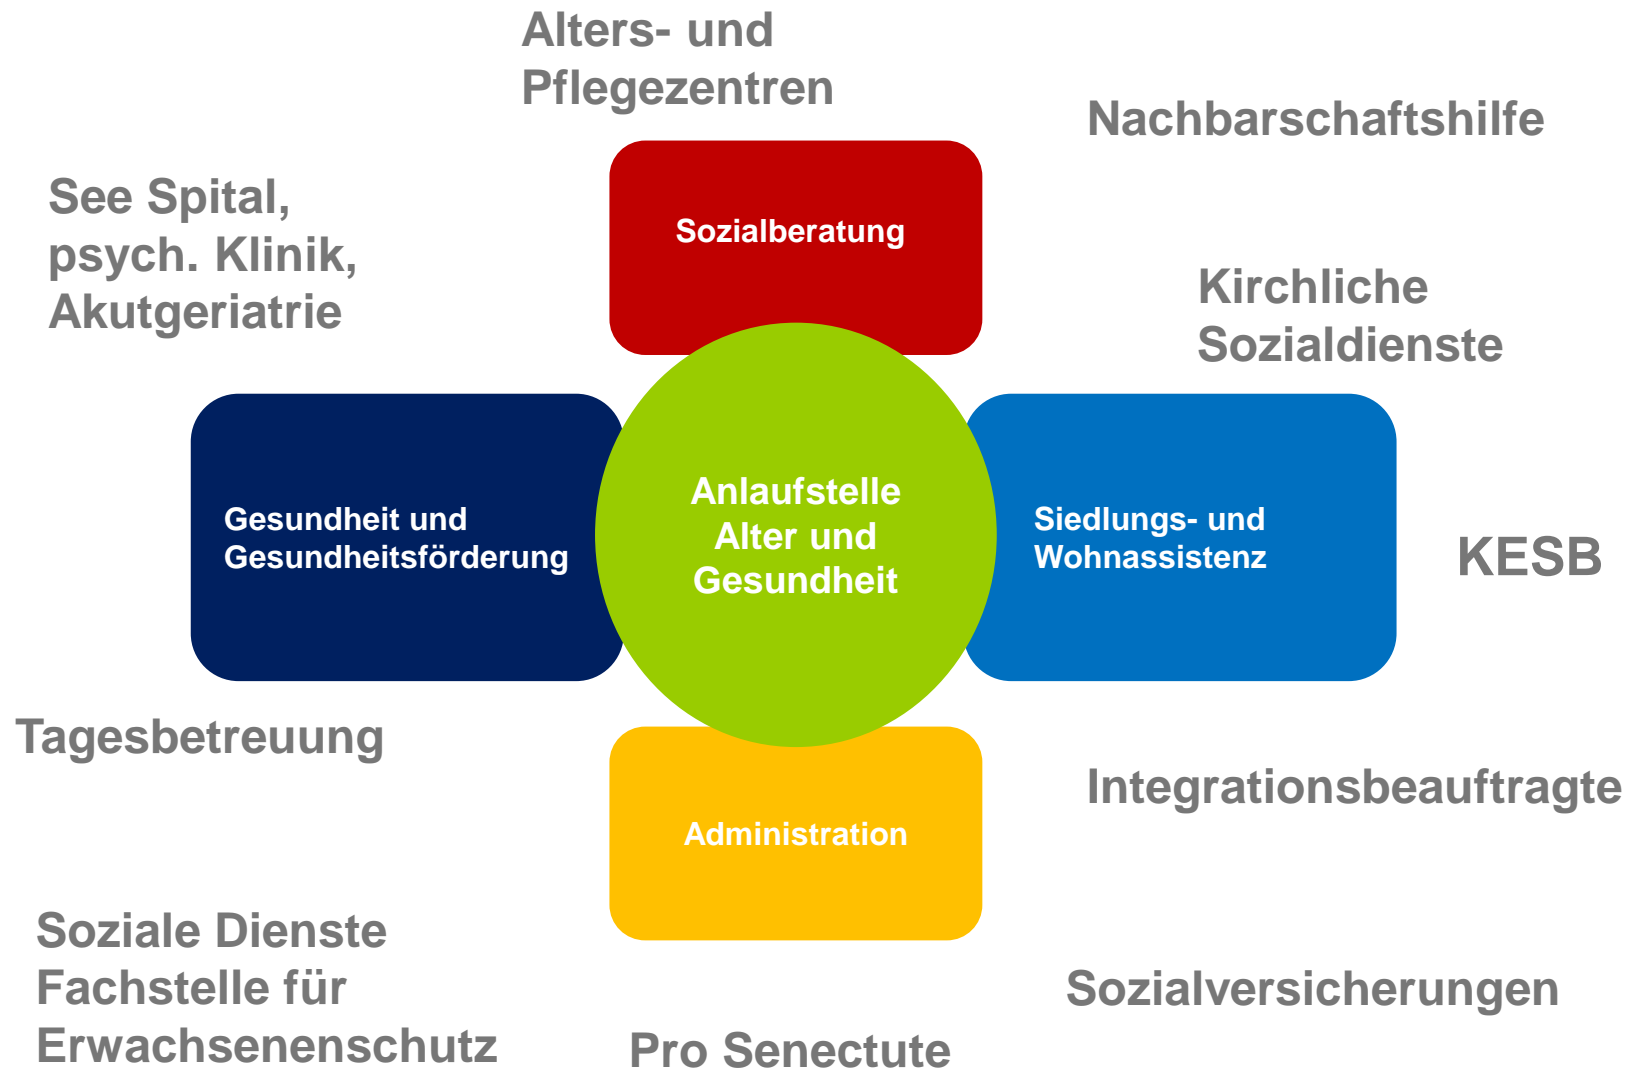 Alters- und
Pflegezentren
Nachbarschaftshilfe
See Spital,
psych. Klinik,
Akutgeriatrie
Sozialberatung
Kirchliche
Sozialdienste
Gesundheit und
Gesundheitsförderung
Anlaufstelle
Alter und
Gesundheit
Siedlungs- und
Wohnassistenz
KESB
Tagesbetreuung
Integrationsbeauftragte
Administration
Soziale Dienste
Fachstelle für
Erwachsenenschutz
Sozialversicherungen
Pro Senectute